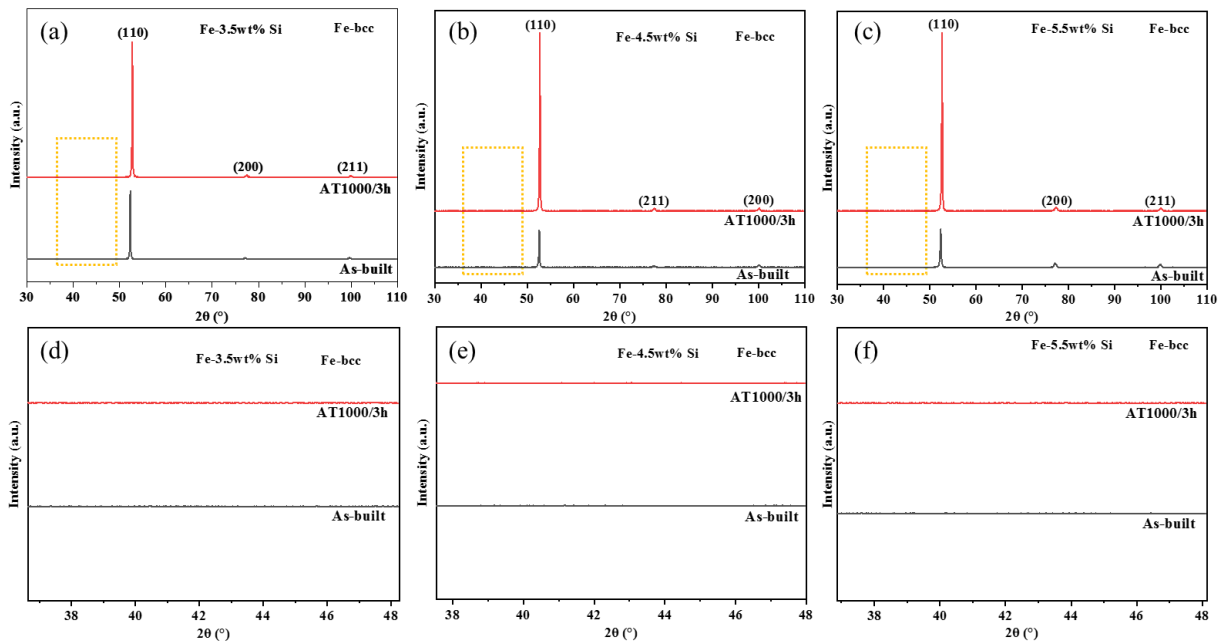 (a)
(110)
Fe-3.5wt% Si
Fe-bcc
(200)
(211)
AT1000/3h
As-built
Intensity (a.u.)
30 40 50 60 70 80 90 100 110
2θ (°)
(b)
(110)
Fe-4.5wt% Si
Fe-bcc
(211)
(200)
AT1000/3h
As-built
Intensity (a.u.)
30 40 50 60 70 80 90 100 110
2θ (°)
(c)
(110)
Fe-5.5wt% Si
Fe-bcc
(200)
(211)
AT1000/3h
As-built
Intensity (a.u.)
30 40 50 60 70 80 90 100 110
2θ (°)
(d)
Fe-3.5wt% Si
Fe-bcc
AT1000/3h
As-built
Intensity (a.u.)
38 40 42 44 46 48
2θ (°)
(e)
Fe-4.5wt% Si
Fe-bcc
AT1000/3h
As-built
Intensity (a.u.)
38 40 42 44 46 48
2θ (°)
(f)
Fe-5.5wt% Si
Fe-bcc
AT1000/3h
As-built
Intensity (a.u.)
38 40 42 44 46 48
2θ (°)